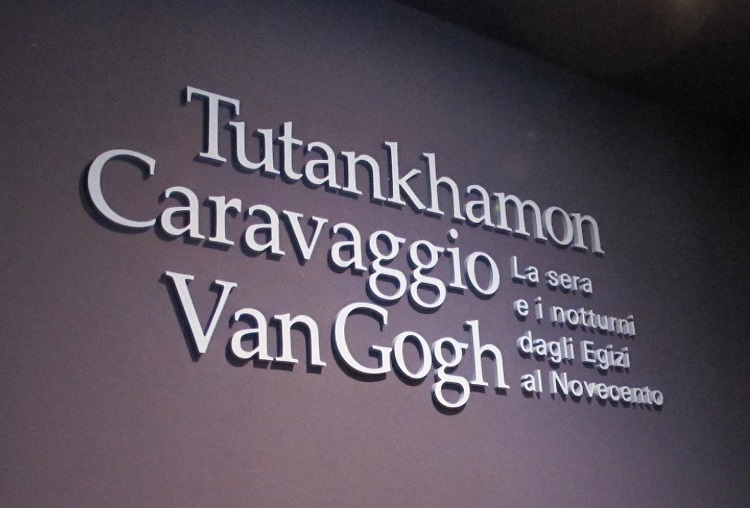 Tutankhamon
Caravaggio
Van Gogh
La sera
e i notturni
dagli Egizi
al Novecento